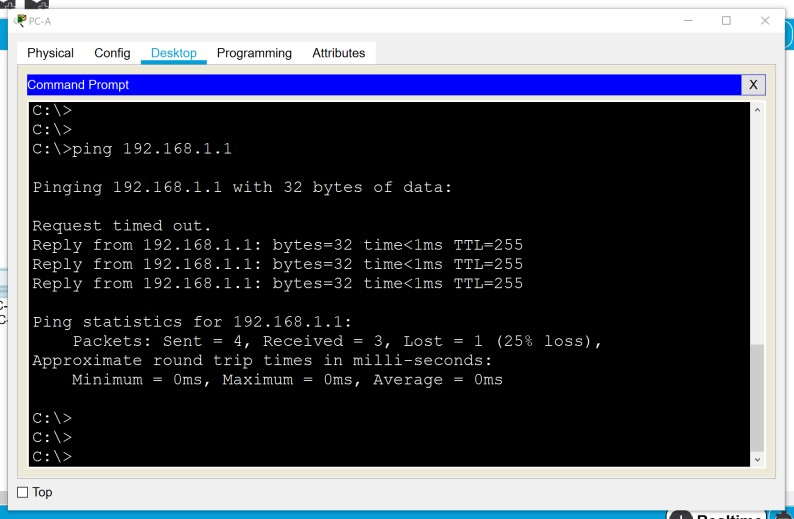 PC-A
Physical Config Desktop Programming Attributes
Command Prompt
X
C:\>
C:\>
C:\>ping 192.168.1.1
Pinging 192.168.1.1 with 32 bytes of data:
Request timed out.
Reply from 192.168.1.1: bytes=32 time<1ms TTL=255
Reply from 192.168.1.1: bytes=32 time<1ms TTL=255
Reply from 192.168.1.1: bytes=32 time<1ms TTL=255
Ping statistics for 192.168.1.1:
Packets: Sent = 4, Received = 3, Lost = 1 (25% loss),
Approximate round trip times in milli-seconds:
Minimum = 0ms, Maximum = 0ms, Average = 0ms
C:\>
C:\>
C:\>
Top
Realtime